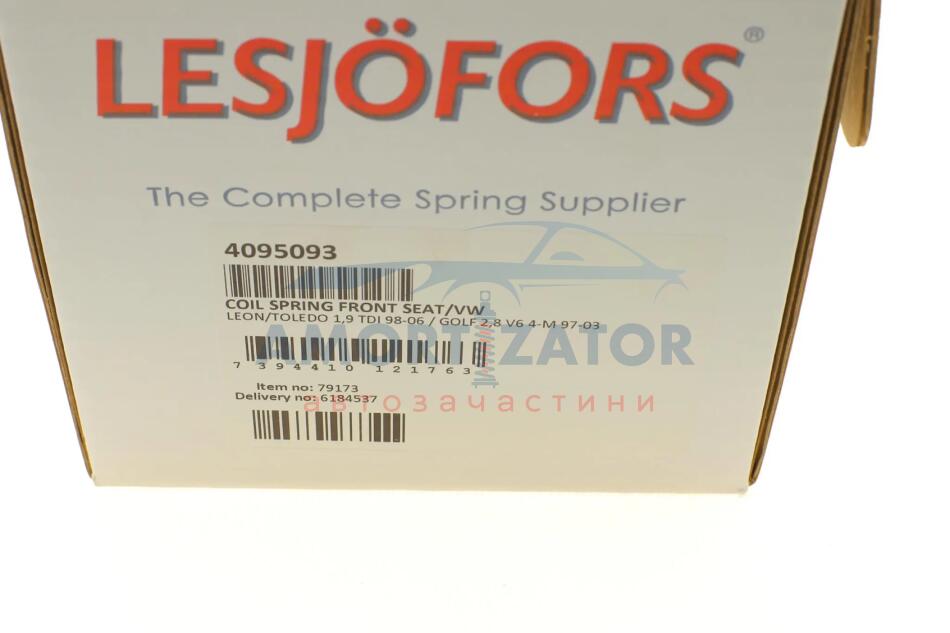 LESJÖFORS®
The Complete Spring Supplier
4095093
COIL SPRING FRONT SEAT/VW
LEON/TOLEDO 1,9 TDI 98-06 / GOLF 2,8 V6 4-M 97-03
AMORTIZATOR
7 394410 121763
Item no: 79173
Delivery no: 6184537
автозачастини